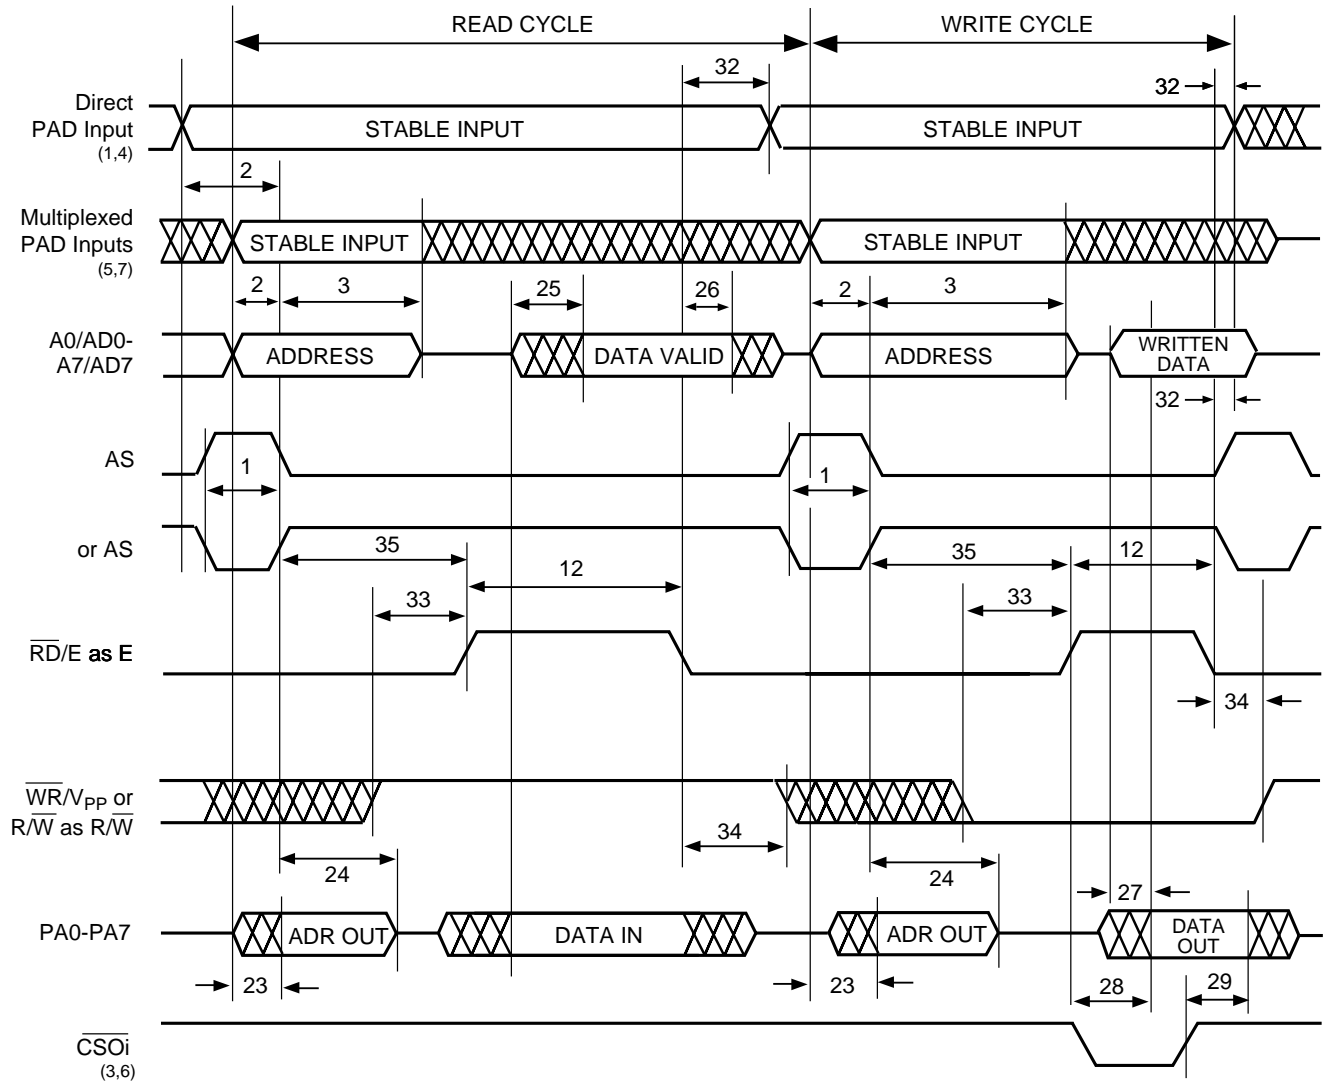 READ CYCLE WRITE CYCLE
32
32
Direct
PAD Input
(1,4)
STABLE INPUT STABLE INPUT
2
Multiplexed
PAD Inputs
(5,7)
STABLE INPUT STABLE INPUT
2 3 25 26 2 3
A0/AD0-
A7/AD7
ADDRESS DATA VALID ADDRESS WRITTEN
DATA
32
AS
1 1
or AS
35 12 35 12
33 33
RD/E as E
34
WR/VPP or
R/W as R/W
34
24 24
27
PA0-PA7
ADR OUT DATA IN ADR OUT DATA
OUT
23 23 28 29
CSOi
(3,6)